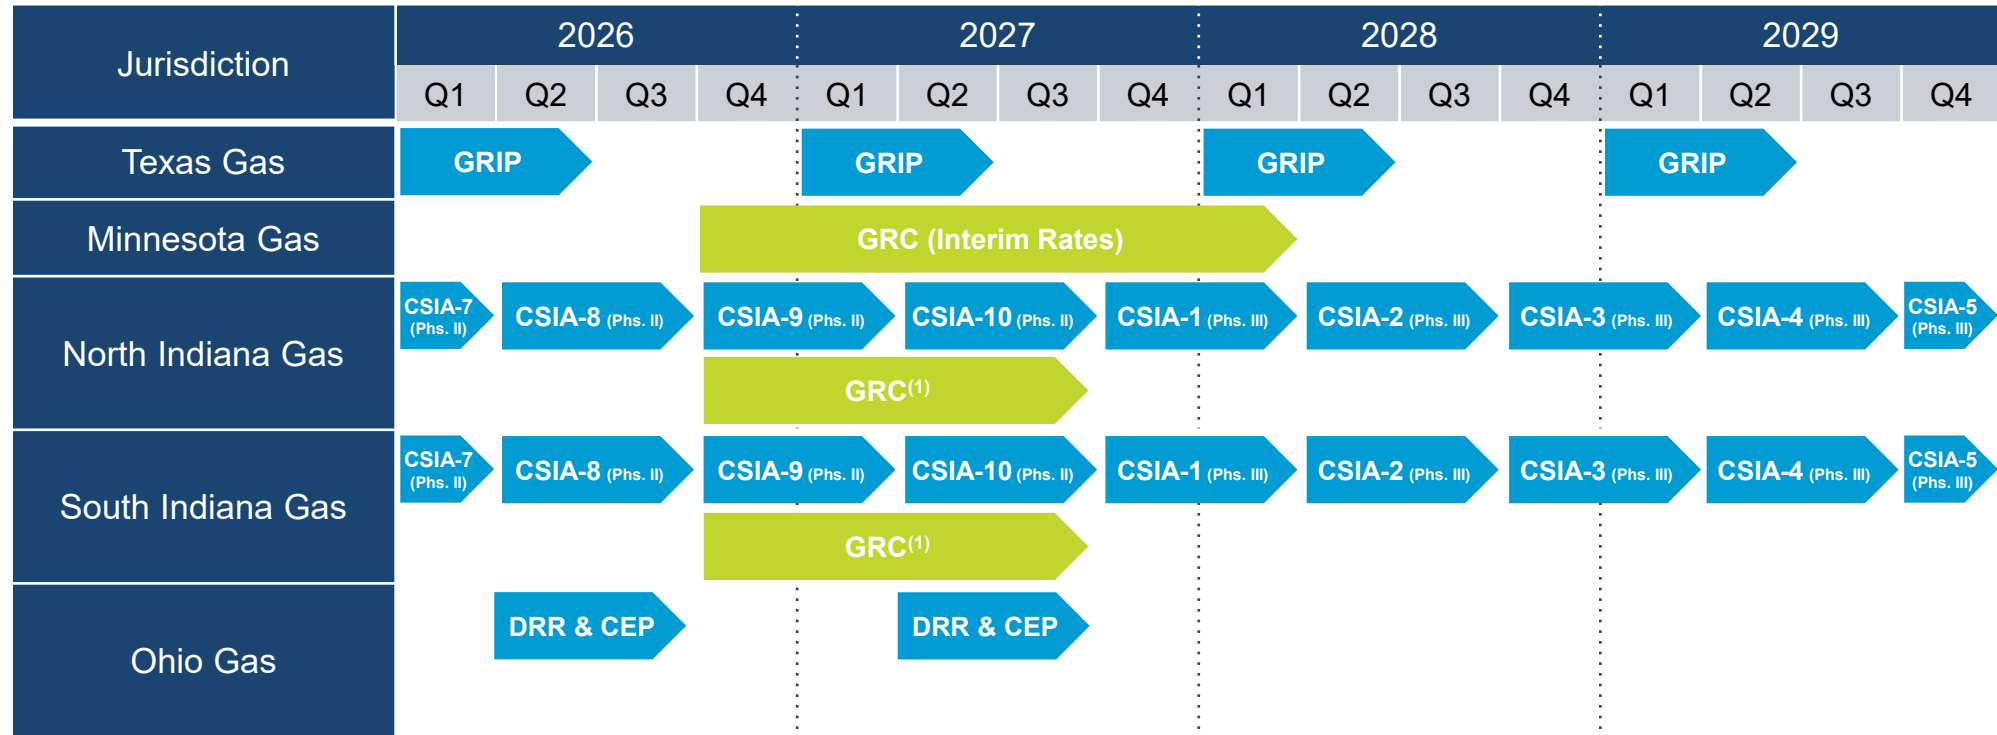 Jurisdiction
2026 2027 2028 2029
Q1 Q2 Q3 Q4 Q1 Q2 Q3 Q4 Q1 Q2 Q3 Q4 Q1 Q2 Q3 Q4
Texas Gas
GRIP GRIP GRIP GRIP
Minnesota Gas
GRC (Interim Rates)
North Indiana Gas
CSIA-7 (Phs. II) CSIA-8 (Phs. II) CSIA-9 (Phs. II) CSIA-10 (Phs. II) CSIA-1 (Phs. III) CSIA-2 (Phs. III) CSIA-3 (Phs. III) CSIA-4 (Phs. III) CSIA-5 (Phs. III)
GRC(1)
South Indiana Gas
CSIA-7 (Phs. II) CSIA-8 (Phs. II) CSIA-9 (Phs. II) CSIA-10 (Phs. II) CSIA-1 (Phs. III) CSIA-2 (Phs. III) CSIA-3 (Phs. III) CSIA-4 (Phs. III) CSIA-5 (Phs. III)
GRC(1)
Ohio Gas
DRR & CEP DRR & CEP